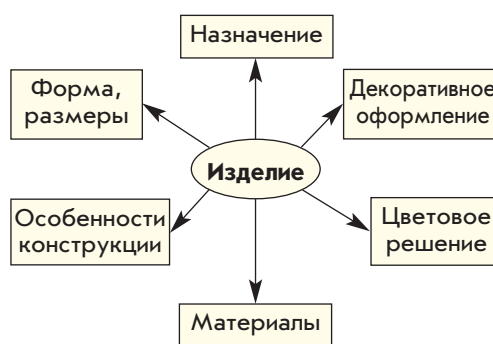 Назначение
Форма,
размеры
Декоративное
оформление
Изделие
Особенности
конструкции
Цветовое
решение
Материалы